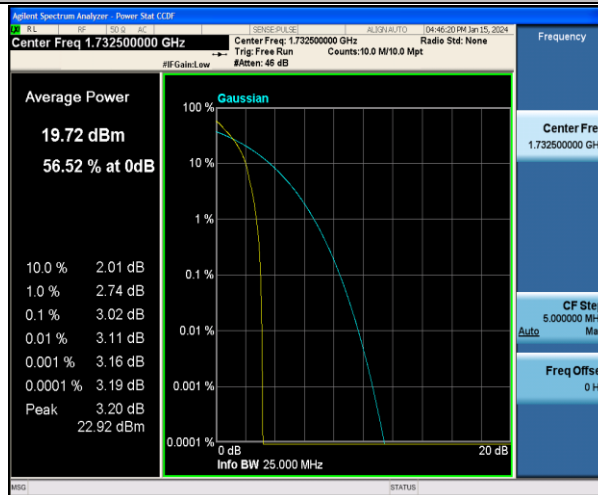 Agilent Spectrum Analyzer - Power Stat CCDF
RL RF 50 Ω AC SENSE:PULSE ALIGN AUTO 04:46:20 PM Jan 15, 2024
Center Freq 1.732500000 GHz
Center Freq: 1.732500000 GHz Radio Std: None
Trig: Free Run Counts:10.0 M/10.0 Mpt
#IFGain:Low #Atten: 46 dB
Frequency
Average Power
19.72 dBm
56.52 % at 0dB
10.0 % 2.01 dB
1.0 % 2.74 dB
0.1 % 3.02 dB
0.01 % 3.11 dB
0.001 % 3.16 dB
0.0001 % 3.19 dB
Peak 3.20 dB
22.92 dBm
Gaussian
100 %
10 %
1 %
0.1 %
0.01 %
0.001 %
0.0001 %
0 dB 20 dB
Info BW 25.000 MHz
Center Fre
1.732500000 GH
CF Ste
5.000000 MH
Auto Ma
Freq Offse
0 H
MSG STATUS